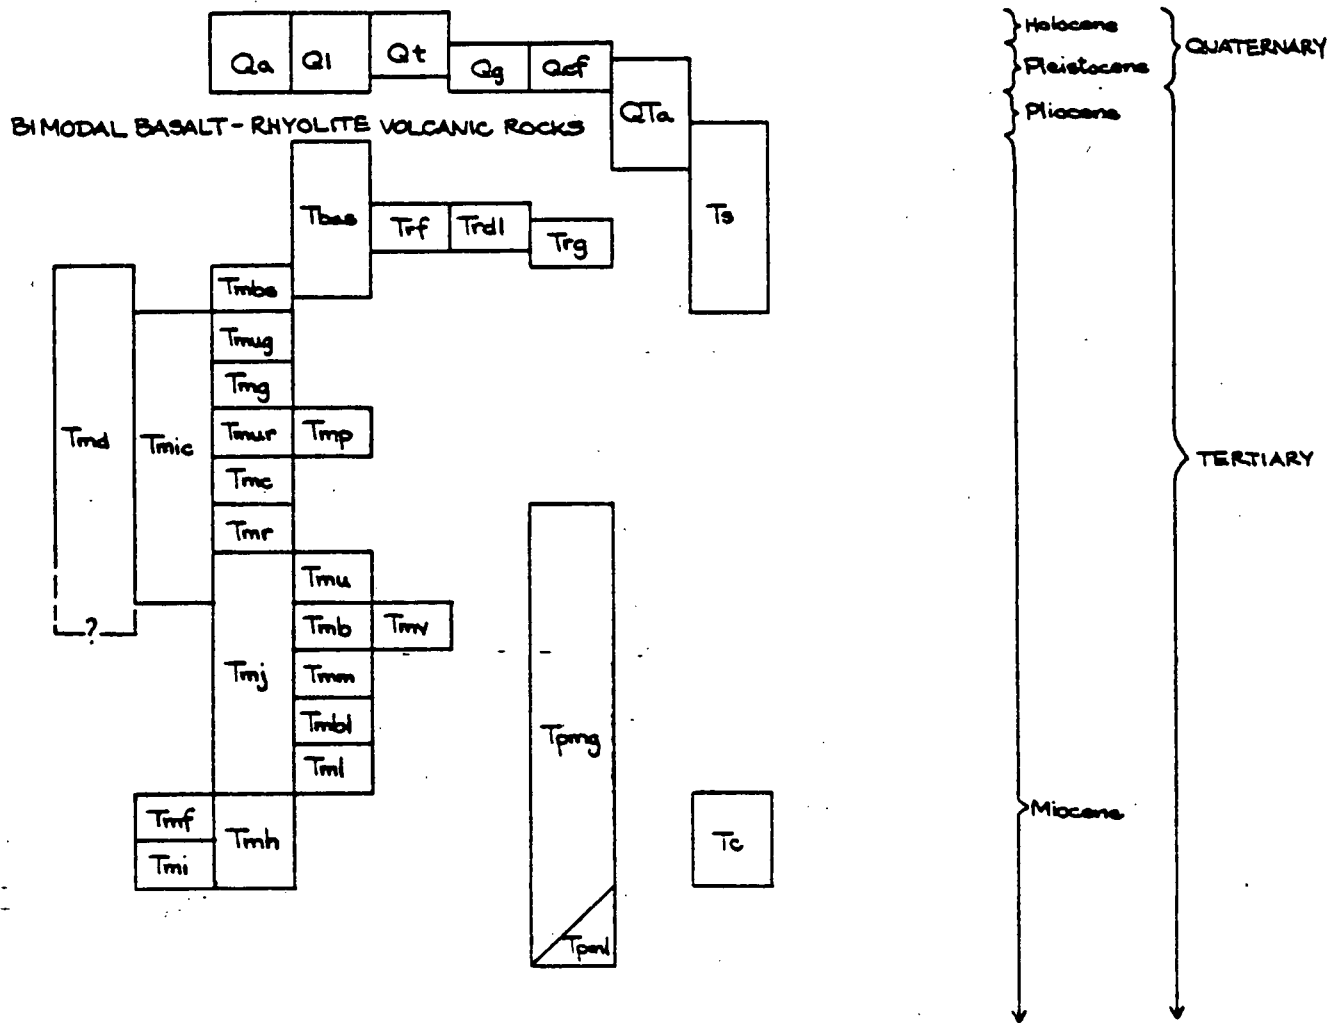 Qa Ql Qt Qg Qcf Holocene
QUATERNARY
Pleistocene
QTa Pliocene
BIMODAL BASALT-RHYOLITE VOLCANIC ROCKS
Tbas Trf Trdl Trg Ts
Tmbs
Tmug
Tmg
Tmd Tmic Tmur Tmp TERTIARY
Tmc
Tmr
Tmu
? Tmb Tmv
Tmj Tmm
Tmbl Tpmg
Tml
Tmf Miocene
Tmh Tc
Tmi
Tpml